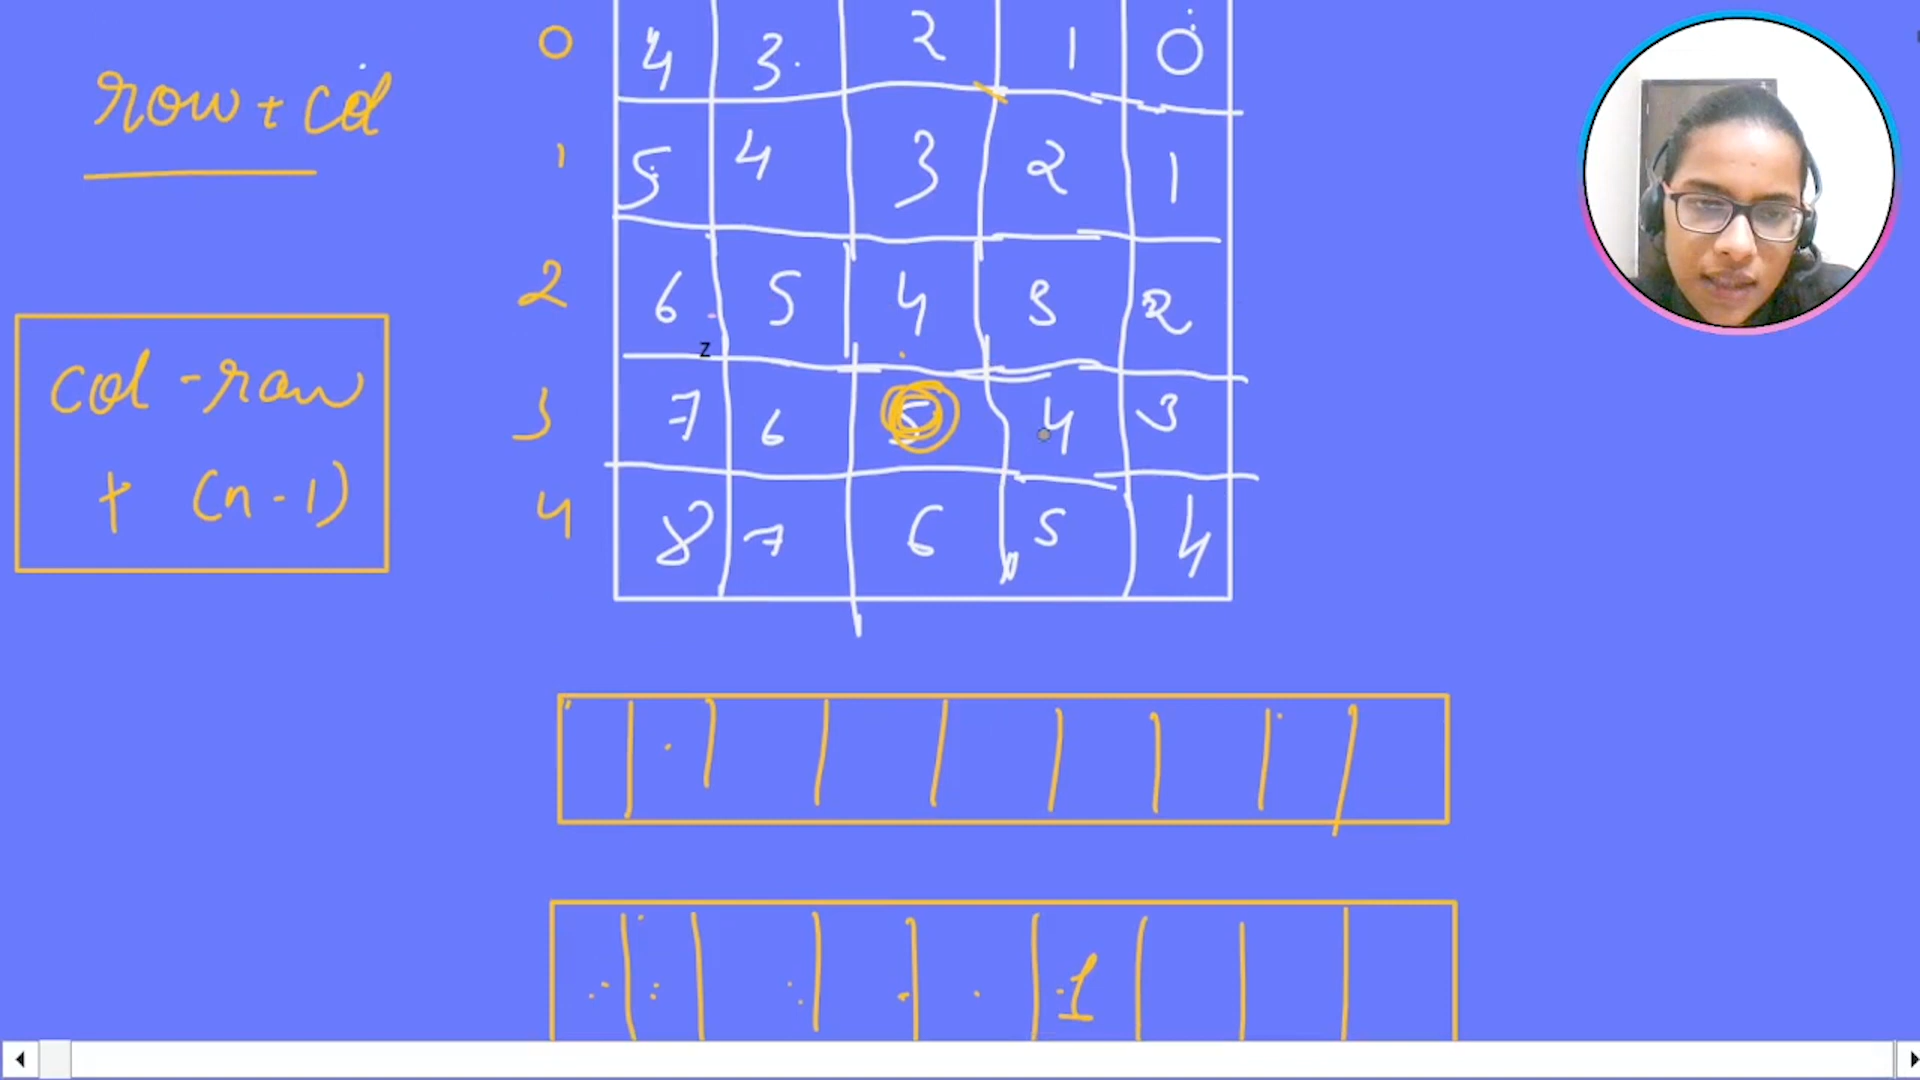 row + col
0 4 3 2 1 0
1 5 4 3 2 1
2 6 5 4 3 2
z
3 7 6 5 4 3
4 8 7 6 5 4
col - row
+ (n-1)
1